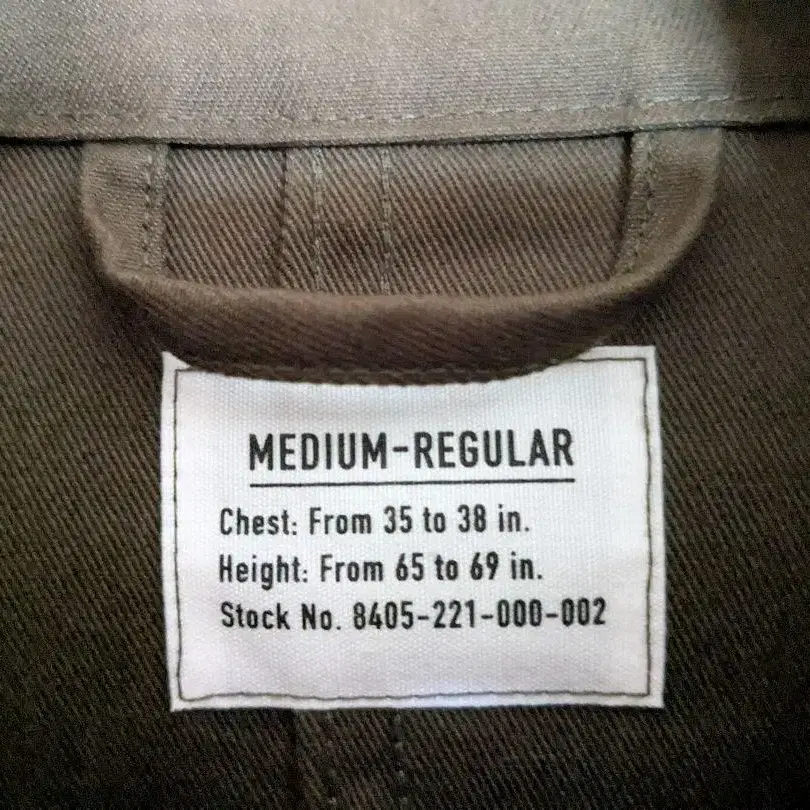 MEDIUM-REGULAR
Chest: From 35 to 38 in.
Height: From 65 to 69 in.
Stock No. 8405-221-000-002